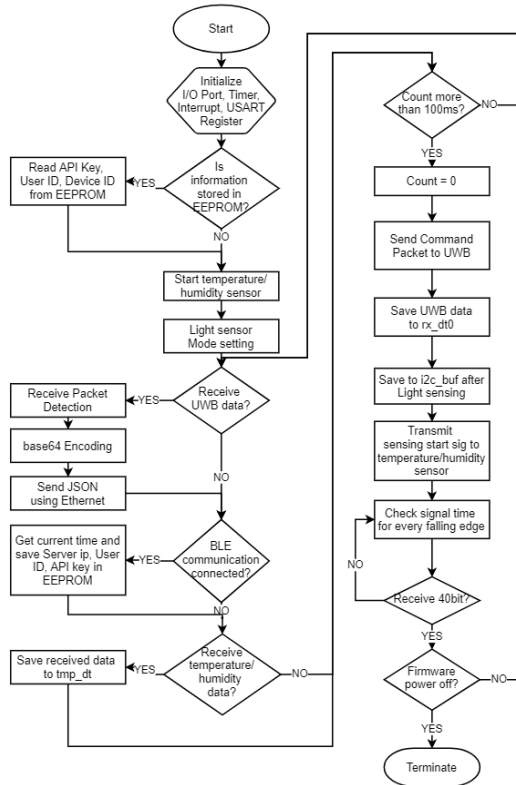 Start
Initialize
I/O Port, Timer,
Interrupt, USART
Register
Is
information
stored in
EEPROM?
YES
Read API Key,
User ID, Device ID
from EEPROM
NO
Start temperature/
humidity sensor
Light sensor
Mode setting
Receive
UWB data?
YES
Receive Packet
Detection
base64 Encoding
Send JSON
using Ethernet
NO
BLE
communication
connected?
YES
Get current time and
save Server ip, User
ID, API key in
EEPROM
NO
Receive
temperature/
humidity data?
YES
Save received data
to tmp_dt
NO
Count more
than 100ms?
NO
YES
Count = 0
Send Command
Packet to UWB
Save UWB data
to rx_dt0
Save to i2c_buf after
Light sensing
Transmit
sensing start sig to
temperature/humidity
sensor
Check signal time
for every falling edge
NO
Receive 40bit?
YES
Firmware
power off?
NO
YES
Terminate